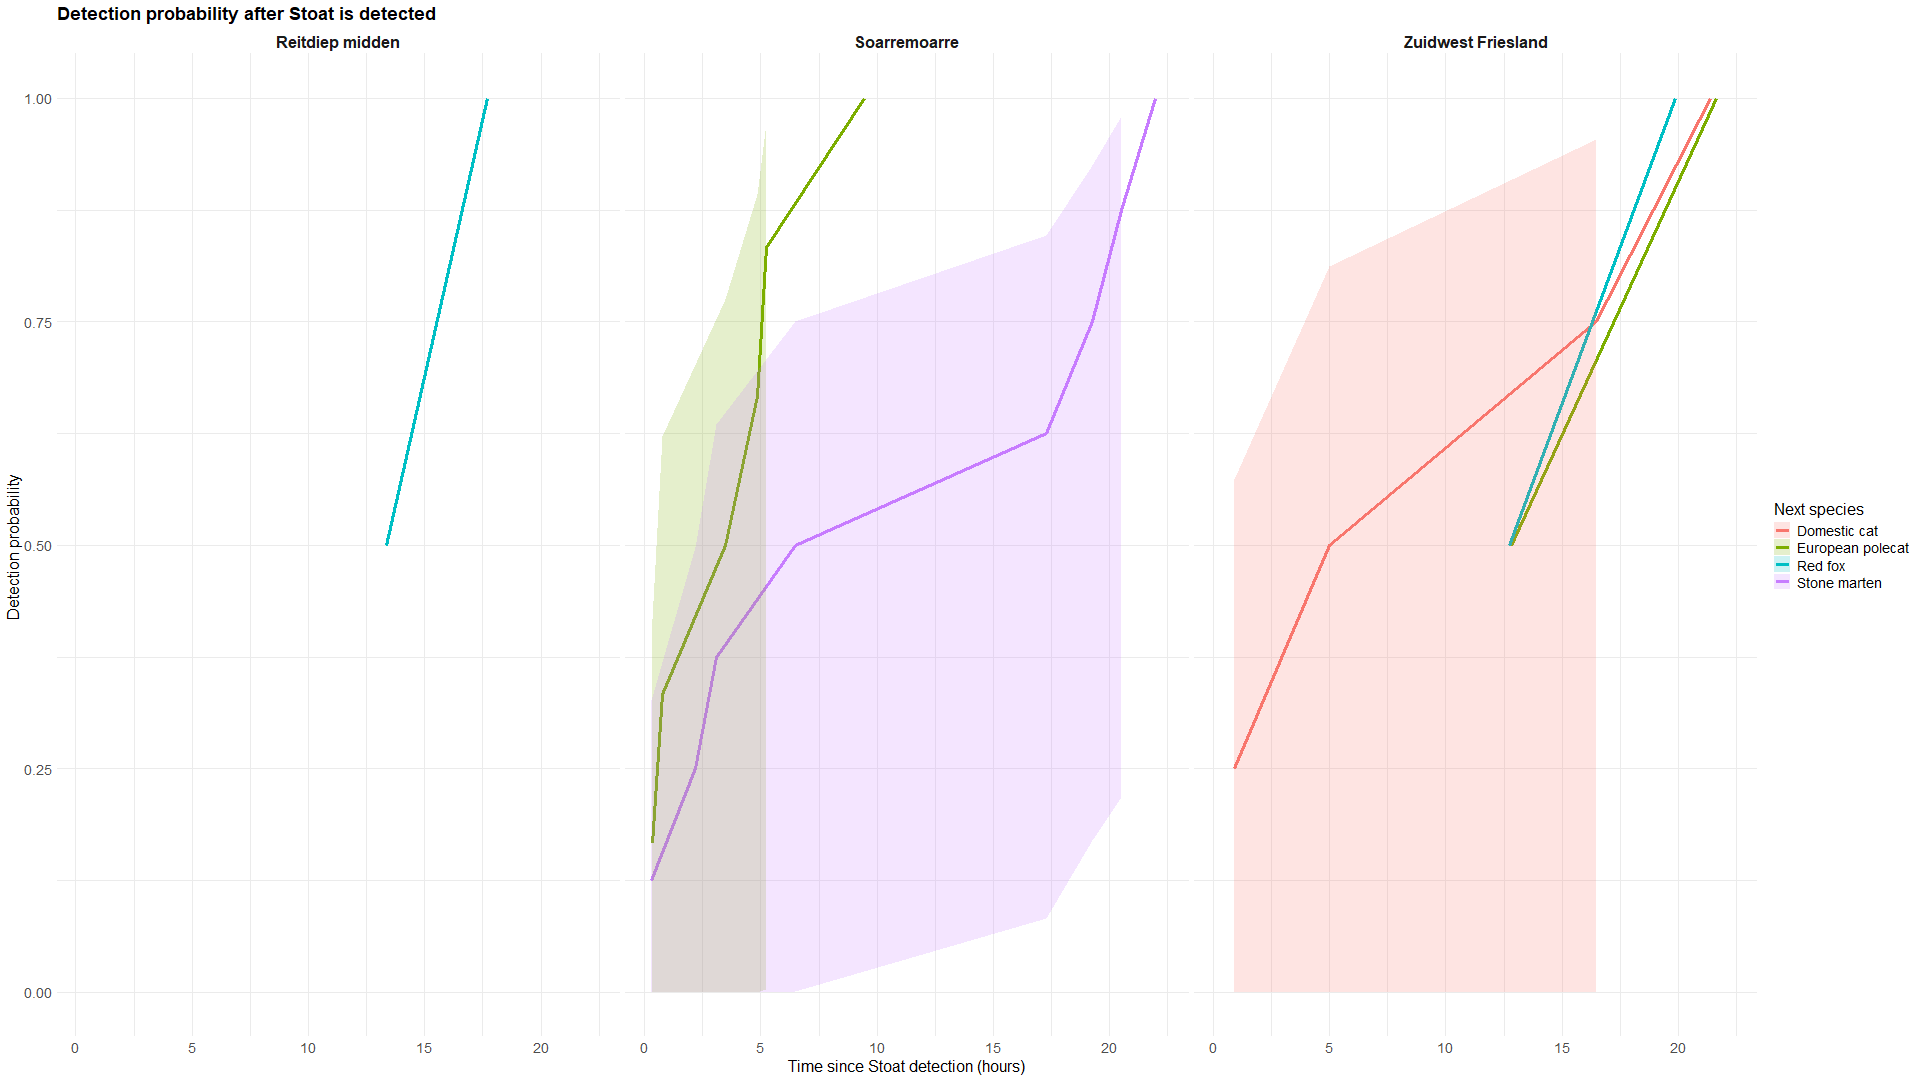 Detection probability after Stoat is detected
Reitdiep midden
Soarremoarre
Zuidwest Friesland
Detection probability
1.00
0.75
0.50
0.25
0.00
0 5 10 15 20
0 5 10 15 20
0 5 10 15 20
Time since Stoat detection (hours)
Next species
Domestic cat
European polecat
Red fox
Stone marten